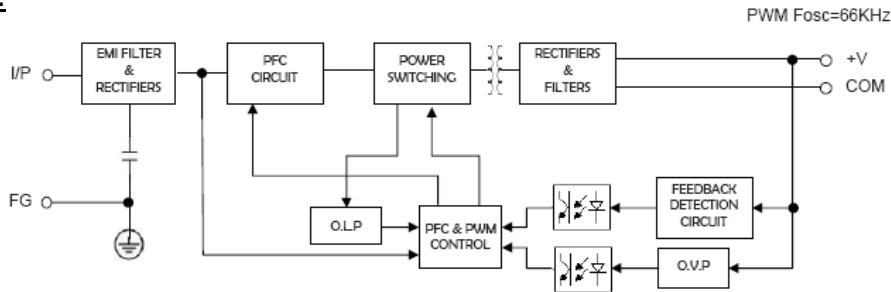 PWM Fosc=66KHz
I/P
EMI FILTER
&
RECTIFIERS
PFC
CIRCUIT
POWER
SWITCHING
RECTIFIERS
&
FILTERS
+V
COM
FG
O.L.P
PFC & PWM
CONTROL
FEEDBACK
DETECTION
CIRCUIT
O.V.P